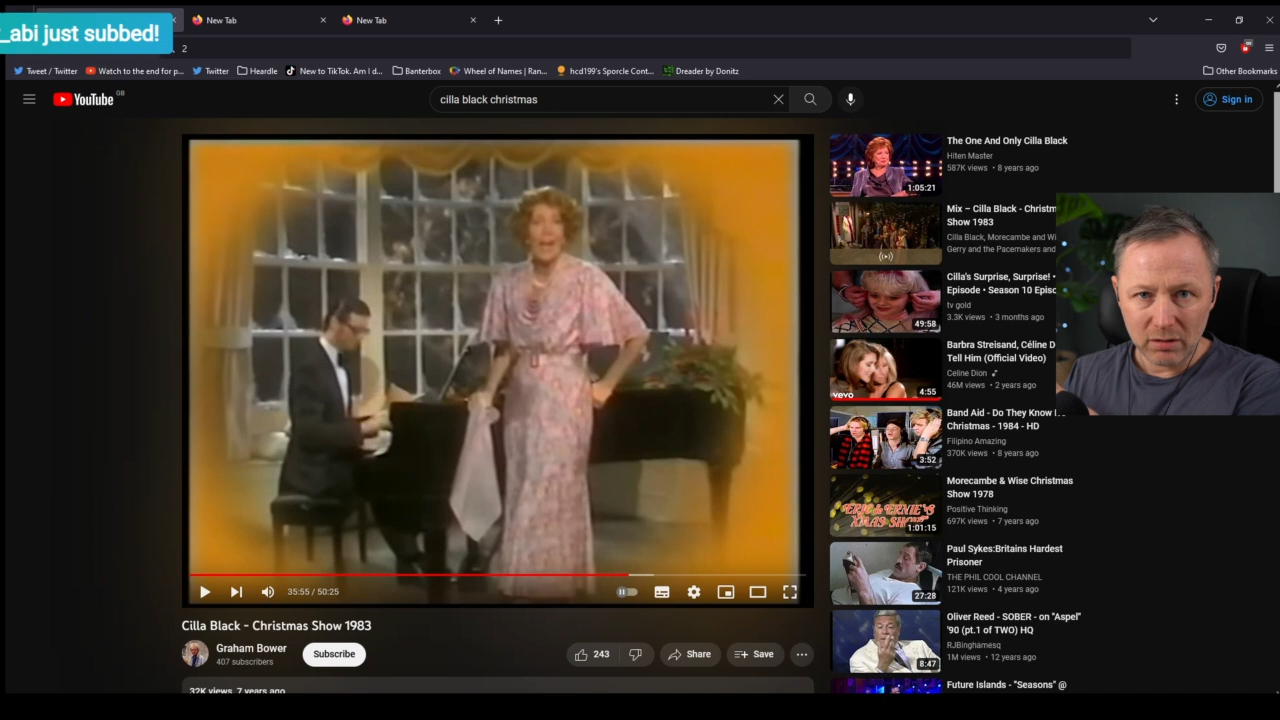 _abi just subbed!
New Tab
New Tab
2
Tweet / Twitter
Watch to the end for p...
Twitter
Heardle
New to TikTok. Am I d...
Banterbox
Wheel of Names | Ran...
hcd199's Sporcle Cont...
Dreader by Donitz
Other Bookmarks
YouTube GB
cilla black christmas
Sign in
The One And Only Cilla Black
Hiten Master
587K views • 8 years ago
1:05:21
Mix – Cilla Black - Christm
Show 1983
Cilla Black, Morecambe and Wi
Gerry and the Pacemakers and
Cilla's Surprise, Surprise! •
Episode • Season 10 Episo
tv gold
3.3K views • 3 months ago
49:58
Barbra Streisand, Céline D
Tell Him (Official Video)
Celine Dion
46M views • 2 years ago
vevo
4:55
Band Aid - Do They Know I
Christmas - 1984 - HD
Filipino Amazing
370K views • 8 years ago
3:52
Morecambe & Wise Christmas
Show 1978
Positive Thinking
697K views • 7 years ago
ERIC & ERNIE'S
XMAS SHOW
1:01:15
Paul Sykes:Britains Hardest
Prisoner
THE PHIL COOL CHANNEL
121K views • 4 years ago
27:28
Oliver Reed - SOBER - on "Aspel"
'90 (pt.1 of TWO) HQ
RJBinghamesq
1M views • 12 years ago
8:47
Future Islands - "Seasons" @
35:55 / 50:25
Cilla Black - Christmas Show 1983
Graham Bower
407 subscribers
Subscribe
243
Share
Save
32K views 7 years ago